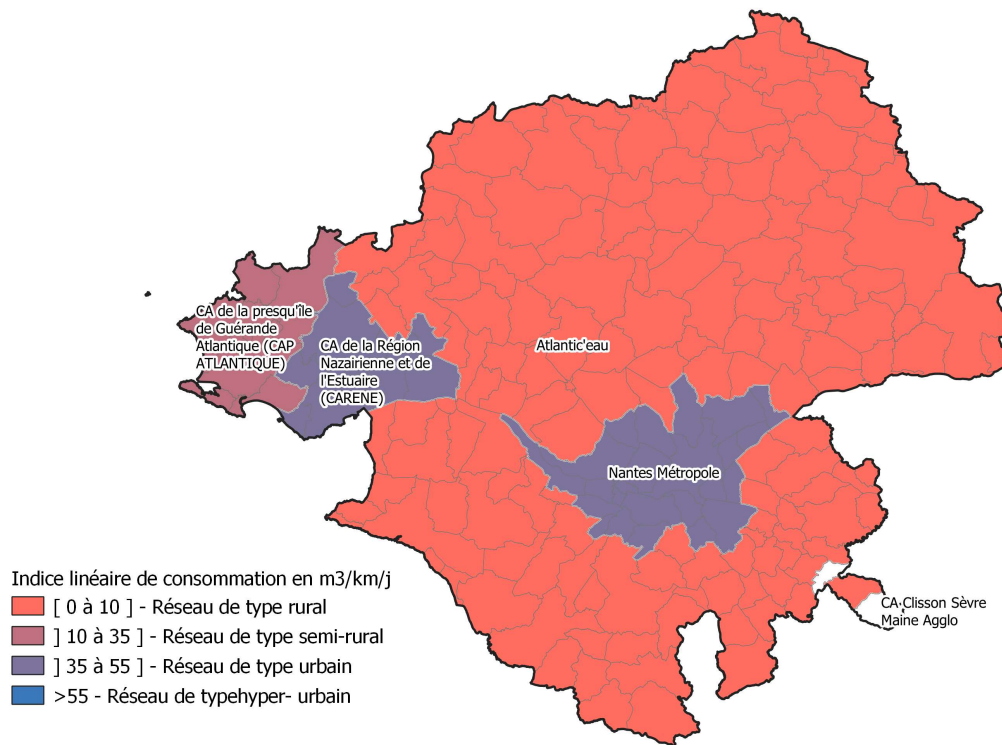 CA de la presqu'île
de Guérande
Atlantique (CAP
ATLANTIQUE)
CA de la Région
Nazairienne et de
l'Estuaire
(CARENE)
Atlantic'eau
Nantes Métropole
CA Clisson Sèvre
Maine Agglo
Indice linéaire de consommation en m3/km/j
[ 0 à 10 ] - Réseau de type rural
] 10 à 35 ] - Réseau de type semi-rural
] 35 à 55 ] - Réseau de type urbain
>55 - Réseau de typehyper- urbain